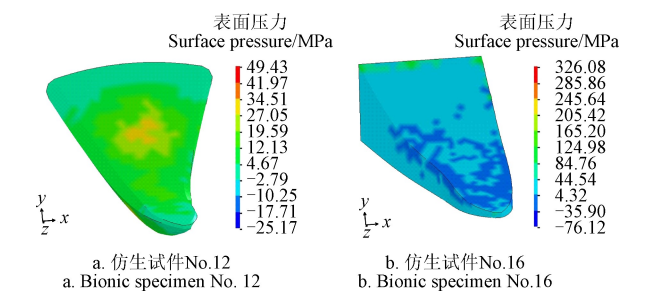 表面压力
Surface pressure/MPa
49.43
41.97
34.51
27.05
19.59
12.13
4.67
−2.79
−10.25
−17.71
−25.17
y
z x
a. 仿生试件No.12
a. Bionic specimen No. 12
表面压力
Surface pressure/MPa
326.08
285.86
245.64
205.42
165.20
124.98
84.76
44.54
4.32
−35.90
−76.12
y
z x
b. 仿生试件No.16
b. Bionic specimen No.16